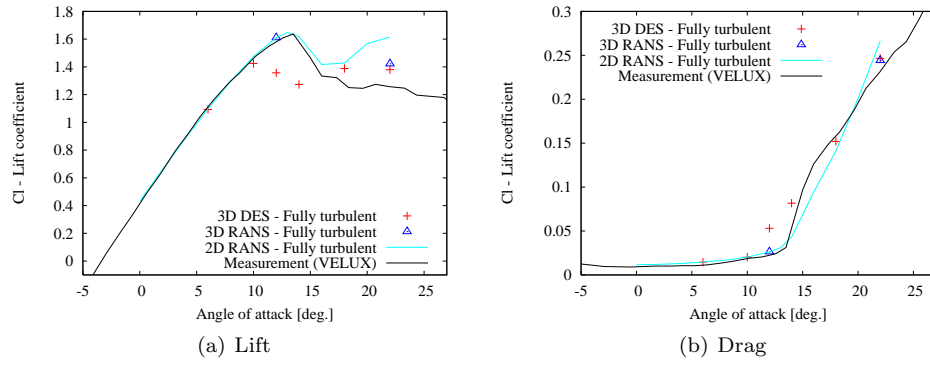 1.8
1.6
1.4
1.2
1
0.8
0.6
0.4
0.2
0
Cl - Lift coefficient
3D DES - Fully turbulent
3D RANS - Fully turbulent
2D RANS - Fully turbulent
Measurement (VELUX)
-5 0 5 10 15 20 25
Angle of attack [deg.]
(a) Lift
0.3
0.25
0.2
0.15
0.1
0.05
0
Cl - Lift coefficient
3D DES - Fully turbulent
3D RANS - Fully turbulent
2D RANS - Fully turbulent
Measurement (VELUX)
-5 0 5 10 15 20 25
Angle of attack [deg.]
(b) Drag